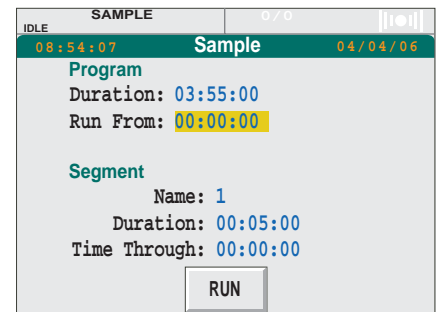 SAMPLE
IDLE 0/0
08:54:07 Sample 04/04/06
Program
Duration: 03:55:00
Run From: 00:00:00
Segment
Name: 1
Duration: 00:05:00
Time Through: 00:00:00
RUN